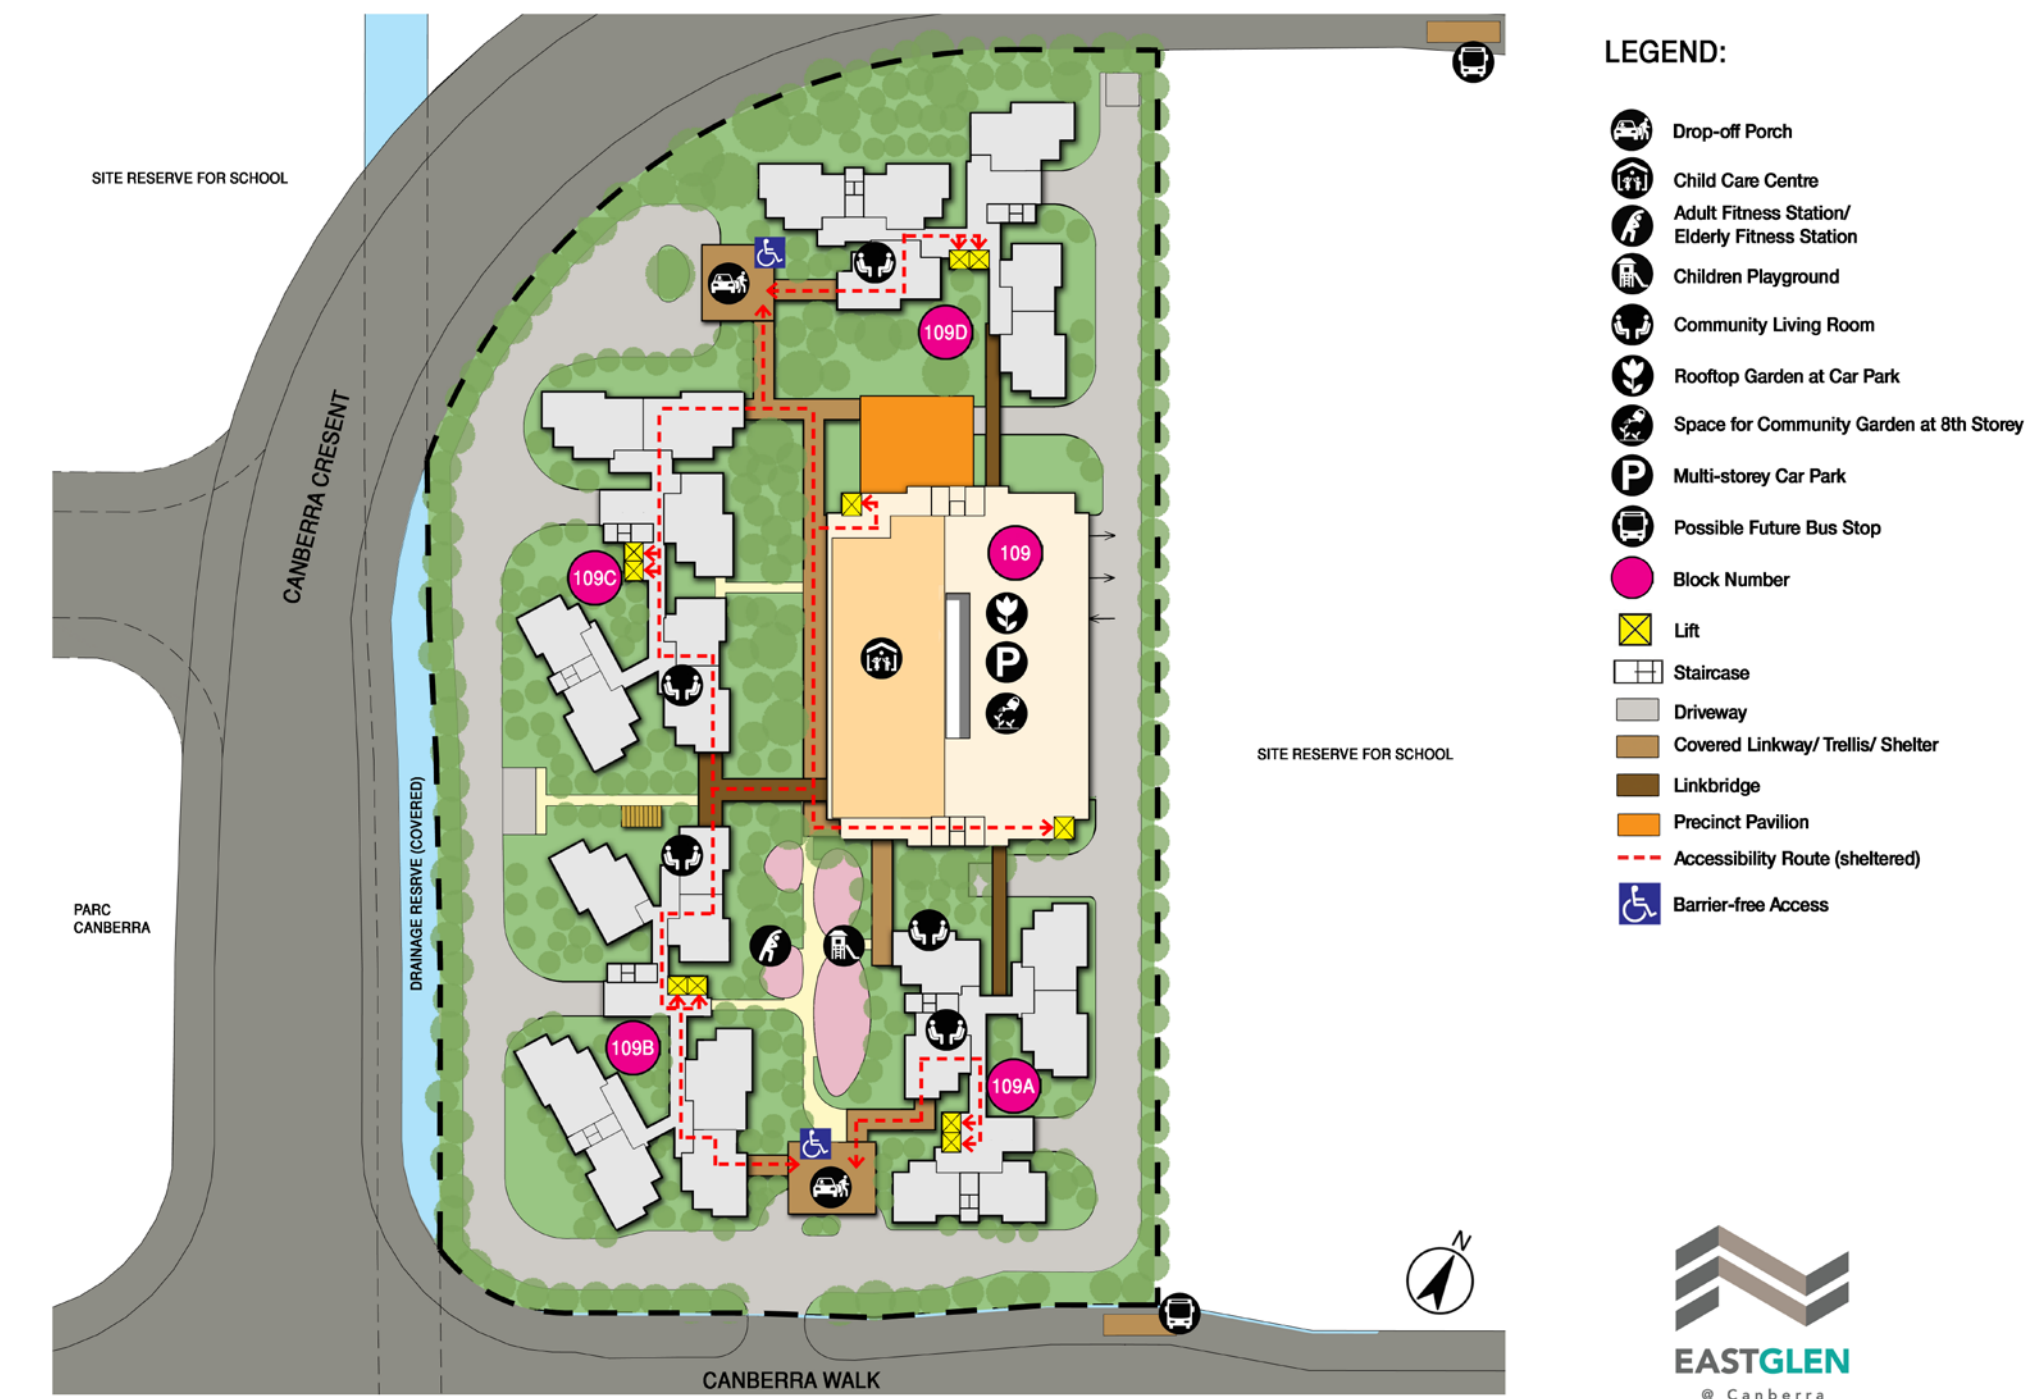 SITE RESERVE FOR SCHOOL
CANBERRA CRESENT
DRAINAGE RESRVE (COVERED)
PARC
CANBERRA
109D
109C
109
109B
109A
SITE RESERVE FOR SCHOOL
P
CANBERRA WALK
N
LEGEND:
Drop-off Porch
Child Care Centre
Adult Fitness Station/
Elderly Fitness Station
Children Playground
Community Living Room
Rooftop Garden at Car Park
Space for Community Garden at 8th Storey
P
Multi-storey Car Park
Possible Future Bus Stop
Block Number
Lift
Staircase
Driveway
Covered Linkway/ Trellis/ Shelter
Linkbridge
Precinct Pavilion
Accessibility Route (sheltered)
Barrier-free Access
EASTGLEN
@ Canberra